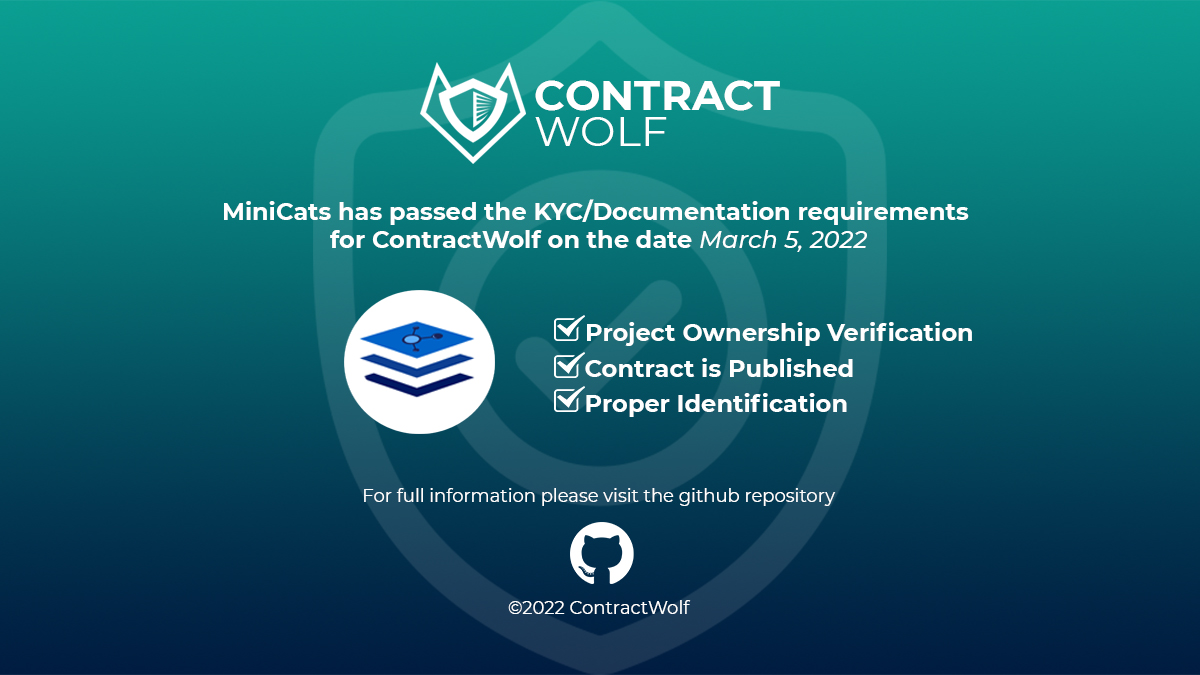 CONTRACT
WOLF
MiniCats has passed the KYC/Documentation requirements
for ContractWolf on the date March 5, 2022
Project Ownership Verification
Contract is Published
Proper Identification
For full information please visit the github repository
©2022 ContractWolf